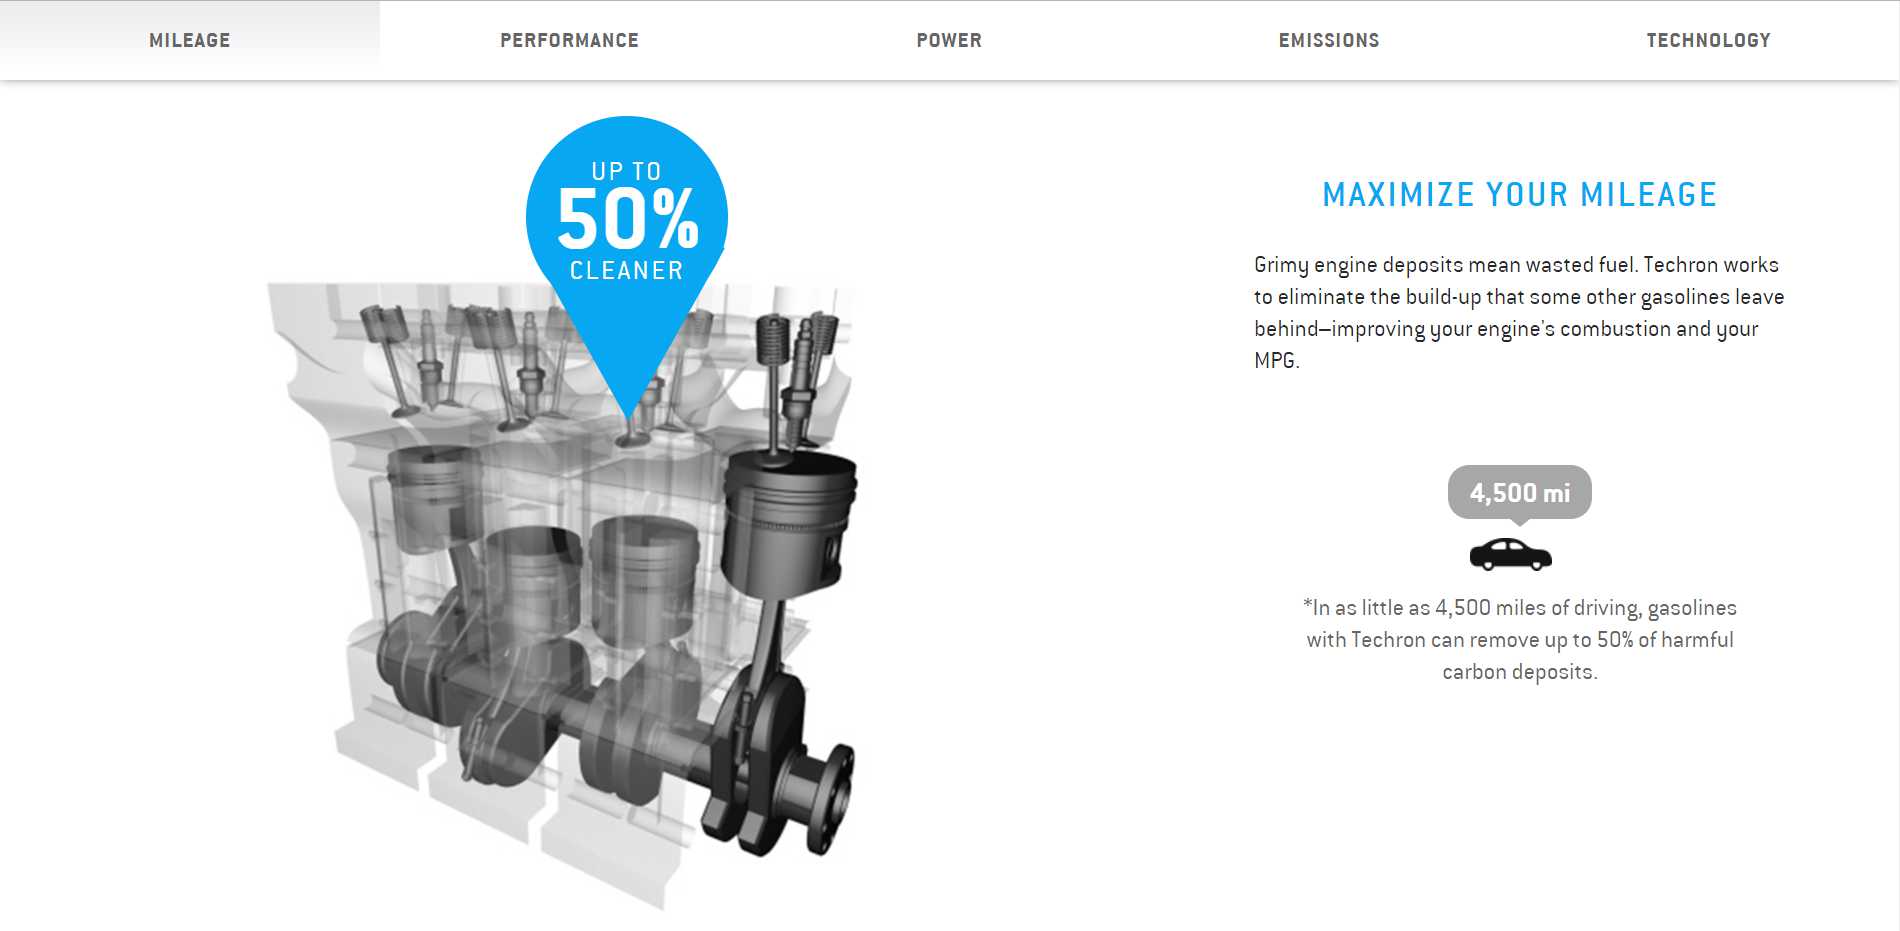 MILEAGE
PERFORMANCE
POWER
EMISSIONS
TECHNOLOGY
UP TO
50%
CLEANER
MAXIMIZE YOUR MILEAGE
Grimy engine deposits mean wasted fuel. Techron works
to eliminate the build-up that some other gasolines leave
behind—improving your engine's combustion and your
MPG.
4,500 mi
*In as little as 4,500 miles of driving, gasolines
with Techron can remove up to 50% of harmful
carbon deposits.